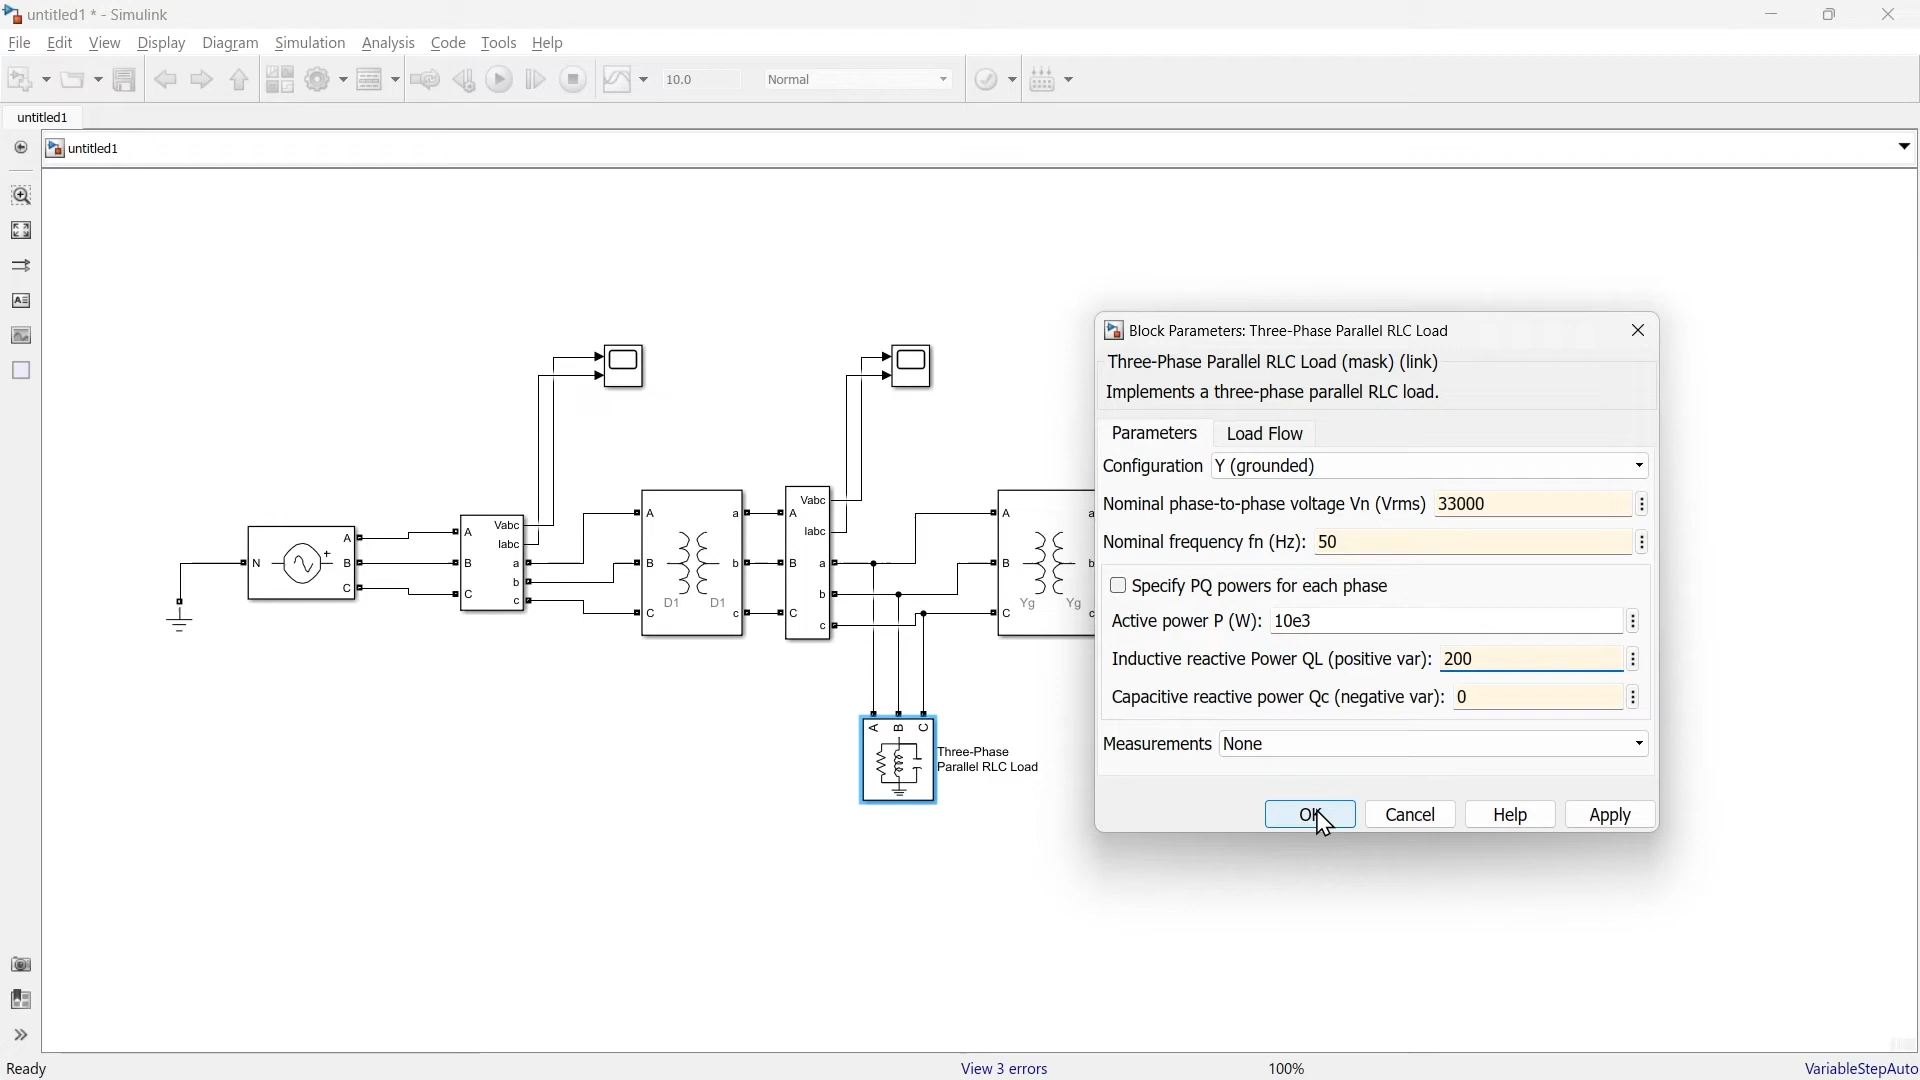 untitled1 * - Simulink
File Edit View Display Diagram Simulation Analysis Code Tools Help
10.0 Normal
untitled1
untitled1
Block Parameters: Three-Phase Parallel RLC Load
Three-Phase Parallel RLC Load (mask) (link)
Implements a three-phase parallel RLC load.
Parameters Load Flow
Configuration Y (grounded)
Nominal phase-to-phase voltage Vn (Vrms) 33000
Nominal frequency fn (Hz): 50
Specify PQ powers for each phase
Active power P (W): 10e3
Inductive reactive Power QL (positive var): 200
Capacitive reactive power Qc (negative var): 0
Measurements None
OK Cancel Help Apply
N + A B C
A B C Vabc Iabc a b c
A B C D1 D1 a b c
A B C Vabc Iabc a b c
A B C Yg Yg a b c
A B C
Three-Phase
Parallel RLC Load
Ready View 3 errors 100% VariableStepAuto